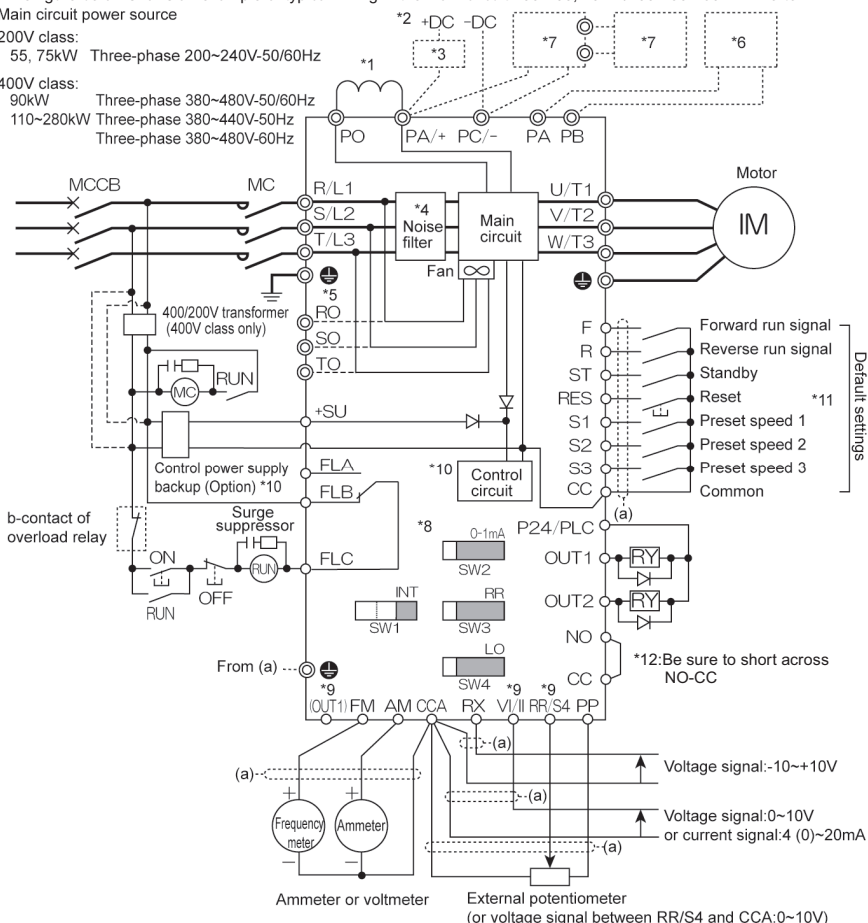 Main circuit power source
200V class:
55, 75kW Three-phase 200~240V-50/60Hz
400V class:
90kW Three-phase 380~480V-50/60Hz
110~280kW Three-phase 380~440V-50Hz
Three-phase 380~480V-60Hz
*1
*2 +DC -DC
*3
*7
*7
*6
PO
PA/+
PC/-
PA
PB
MCCB
MC
R/L1
S/L2
T/L3
*4
Noise
filter
Main
circuit
Fan
U/T1
V/T2
W/T3
Motor
IM
*5
RO
SO
TO
400/200V transformer
(400V class only)
MC
RUN
+SU
Control power supply
backup (Option) *10
*10
Control
circuit
FLA
FLB
FLC
b-contact of
overload relay
Surge
suppressor
ON
OFF
RUN
RUN
F Forward run signal
R Reverse run signal
ST Standby
RES Reset
S1 Preset speed 1
S2 Preset speed 2
S3 Preset speed 3
CC Common
*11
Default settings
(a)
P24/PLC
OUT1
RY
OUT2
RY
NO
CC
*12:Be sure to short across
NO-CC
*8
0-1mA
SW2
INT
SW1
RR
SW3
LO
SW4
From (a)
*9
(OUT1)
FM
AM
CCA
RX
*9
VI/II
*9
RR/S4
PP
(a)
(a)
(a)
(a)
+
+
Frequency
meter
Ammeter
−
−
Voltage signal:-10~+10V
Voltage signal:0~10V
or current signal:4 (0)~20mA
Ammeter or voltmeter
External potentiometer
(or voltage signal between RR/S4 and CCA:0~10V)